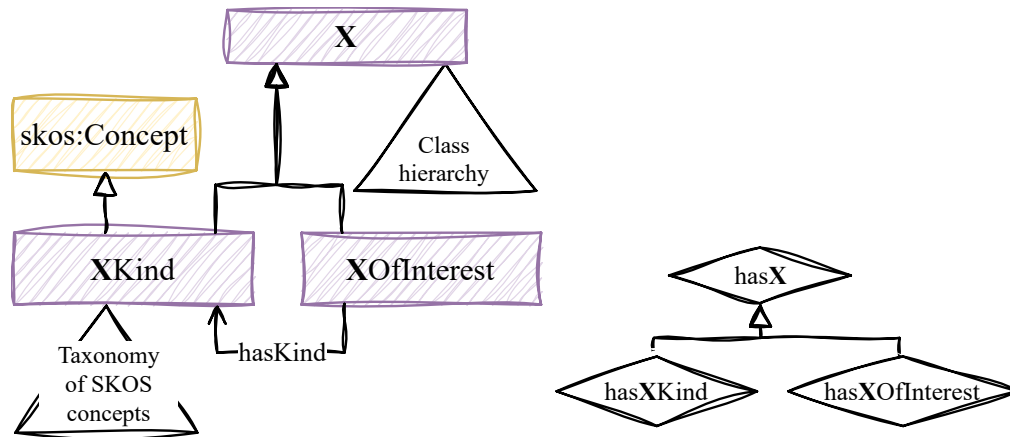 X
skos:Concept
Class
hierarchy
XKind
XOfInterest
hasKind
Taxonomy
of SKOS
concepts
hasX
hasXKind
hasXOfInterest